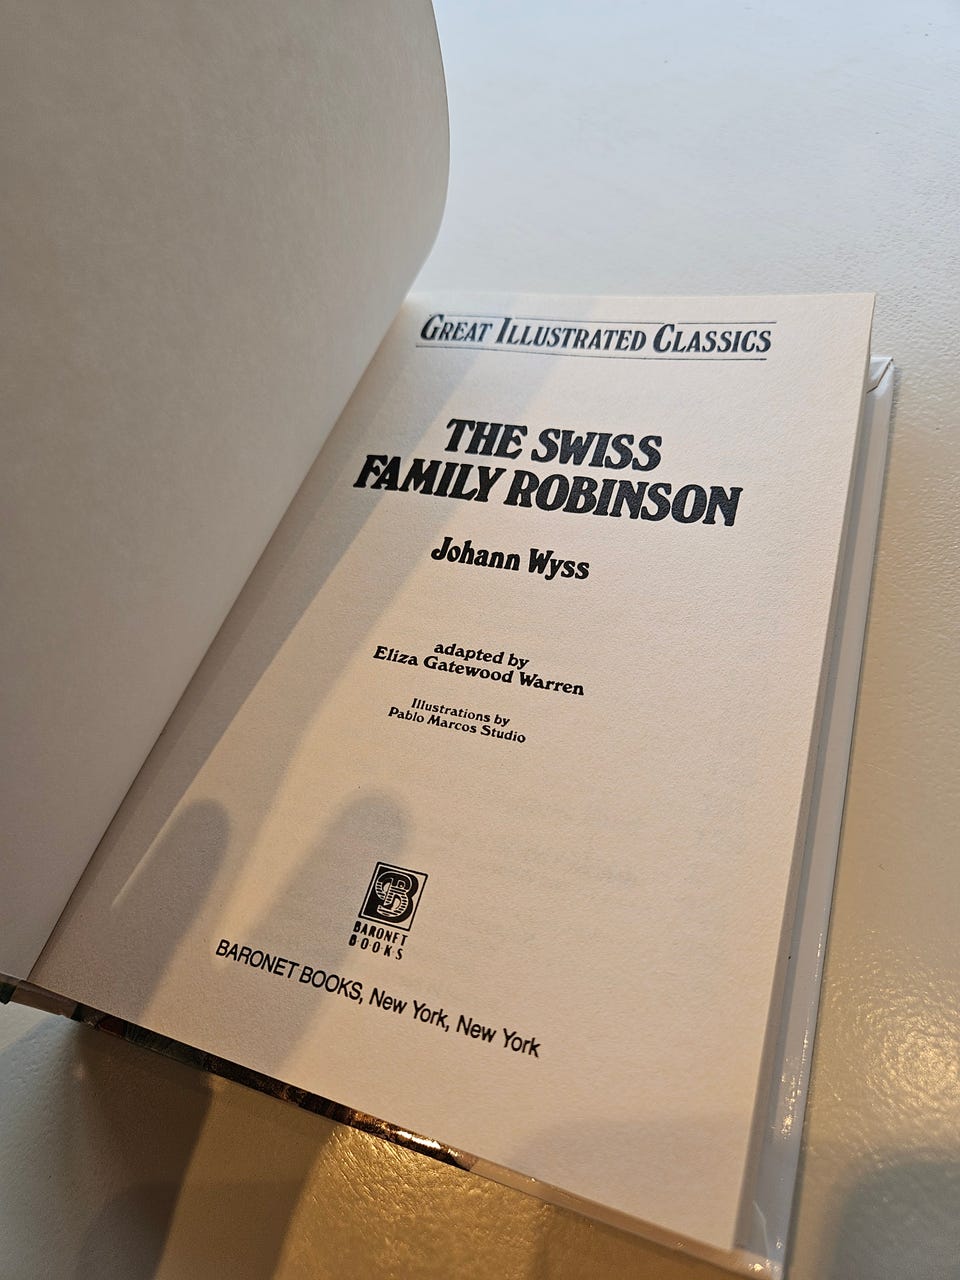 GREAT ILLUSTRATED CLASSICS
THE SWISS
FAMILY ROBINSON
Johann Wyss
adapted by
Eliza Gatewood Warren
Illustrations by
Pablo Marcos Studio
B
BARONET
BOOKS
BARONET BOOKS, New York, New York